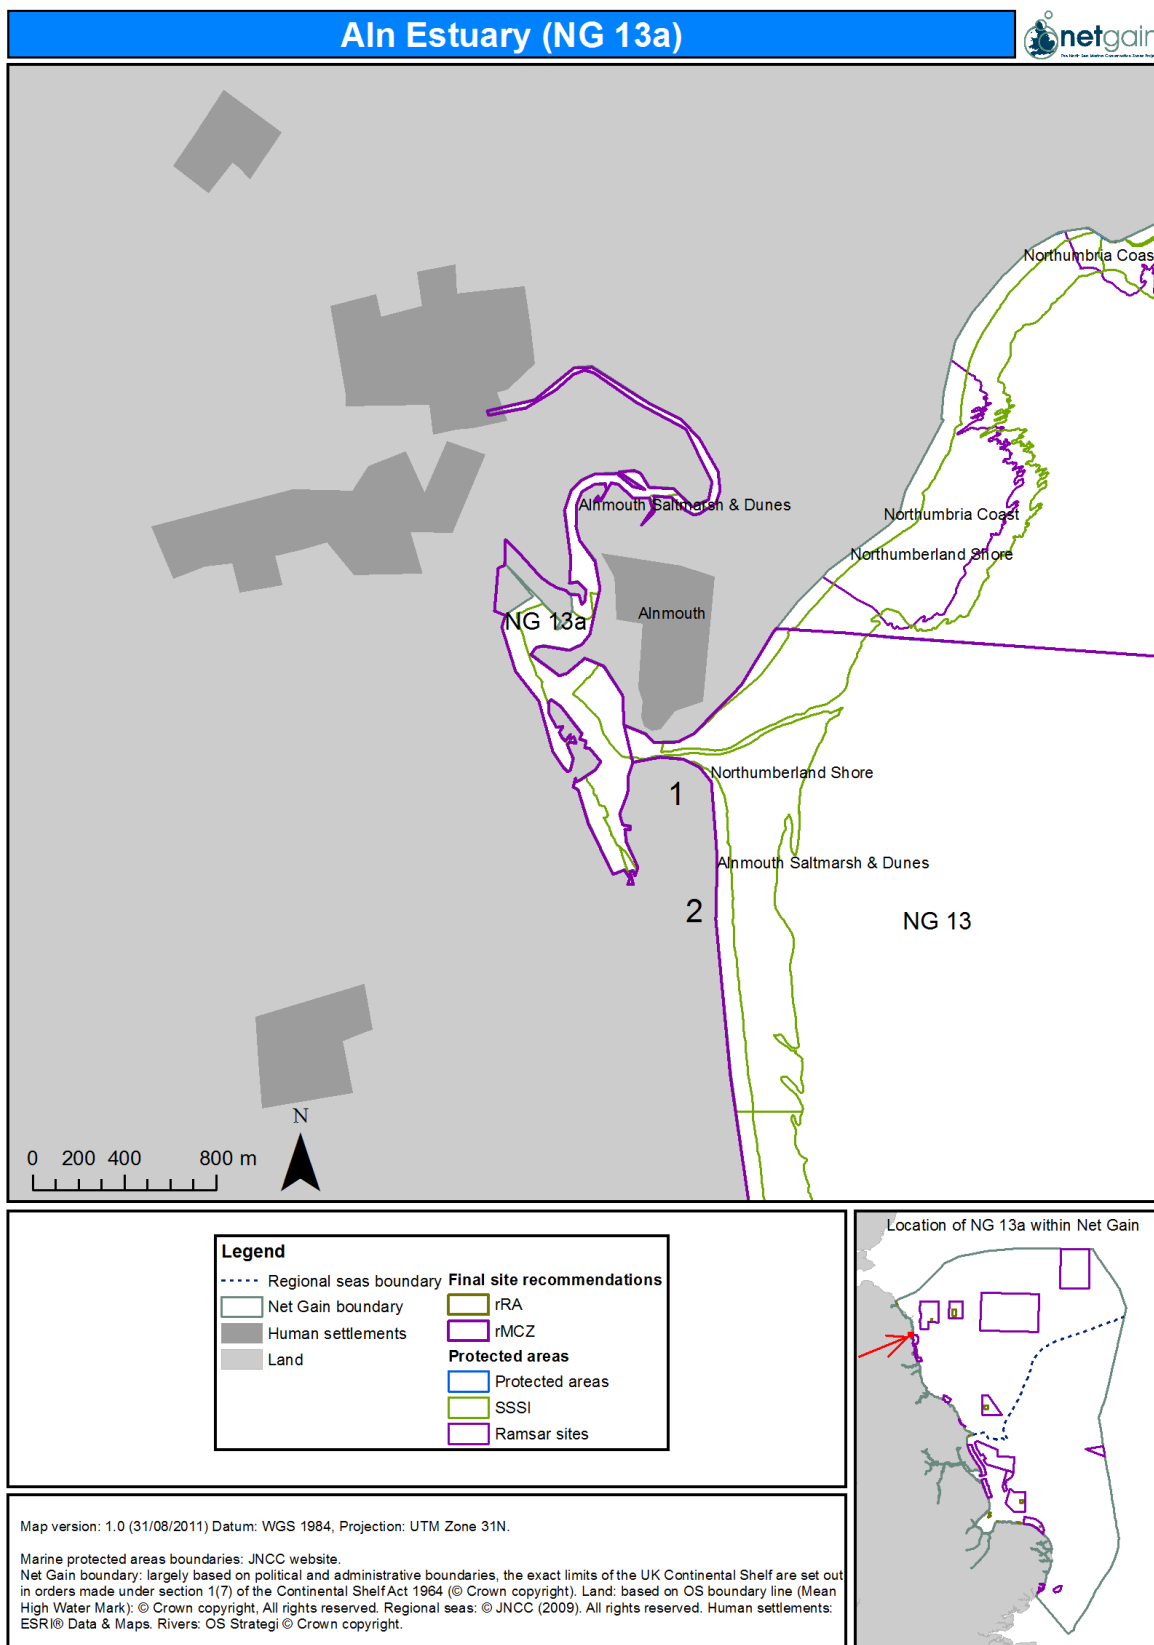 Aln Estuary (NG 13a)
netgain
Northumbria Coas
Alnmouth Saltmarsh & Dunes
Northumbria Coast
Northumberland Shore
NG 13a
Alnmouth
Northumberland Shore
1
Alnmouth Saltmarsh & Dunes
2
NG 13
N
0 200 400 800 m
Legend
Regional seas boundary
Net Gain boundary
Human settlements
Land
Final site recommendations
rRA
rMCZ
Protected areas
Protected areas
SSSI
Ramsar sites
Location of NG 13a within Net Gain
Map version: 1.0 (31/08/2011) Datum: WGS 1984, Projection: UTM Zone 31N.
Marine protected areas boundaries: JNCC website.
Net Gain boundary: largely based on political and administrative boundaries, the exact limits of the UK Continental Shelf are set out
in orders made under section 1(7) of the Continental Shelf Act 1964 (© Crown copyright). Land: based on OS boundary line (Mean
High Water Mark): © Crown copyright, All rights reserved. Regional seas: © JNCC (2009). All rights reserved. Human settlements:
ESRI® Data & Maps. Rivers: OS Strategi © Crown copyright.